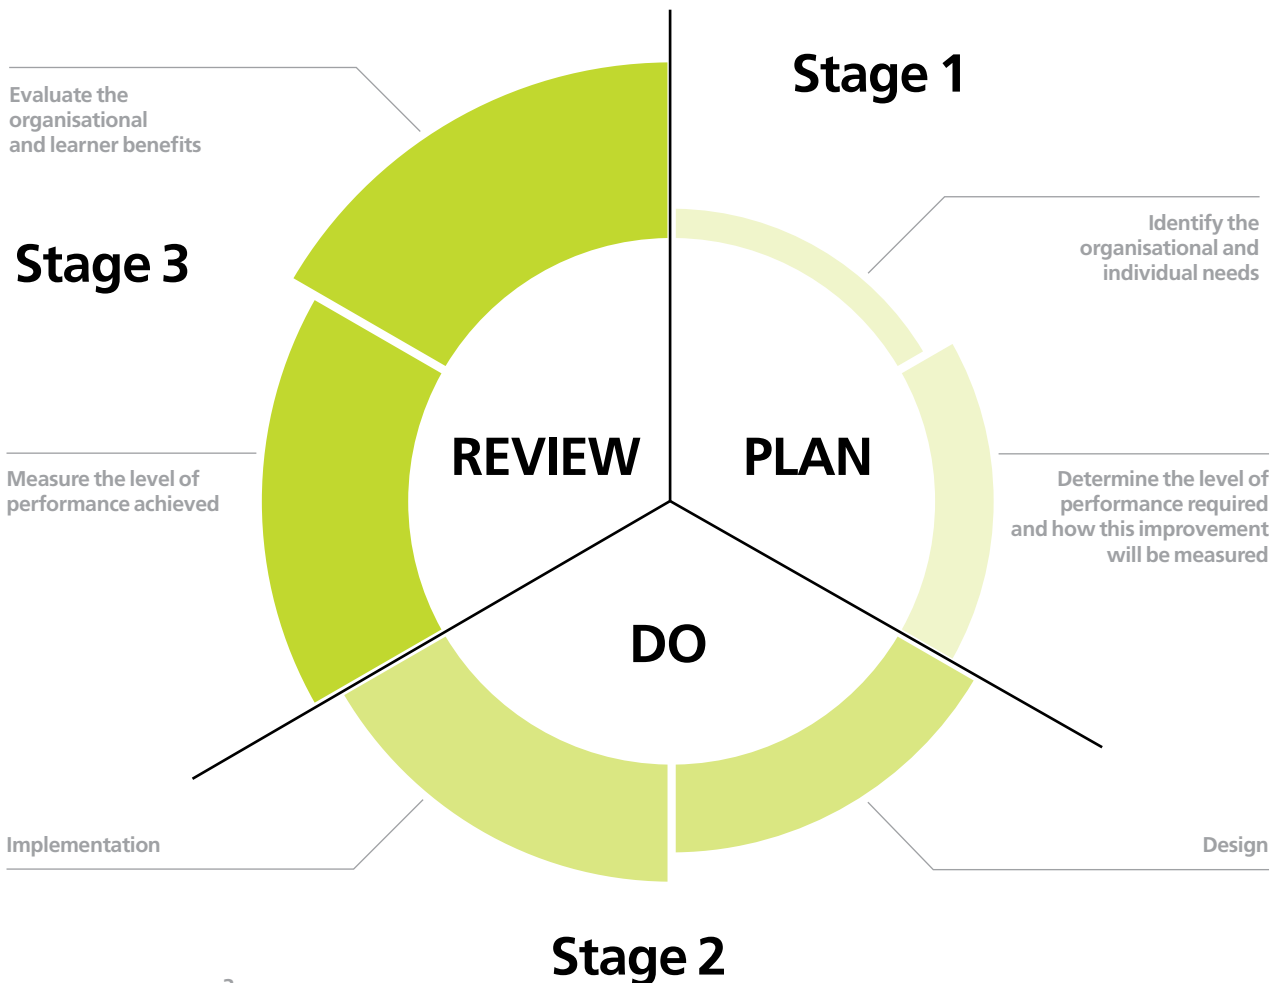 Stage 1
Identify the
organisational and
individual needs
Determine the level of
performance required
and how this improvement
will be measured
PLAN
DO
Design
Stage 2
Implementation
REVIEW
Measure the level of
performance achieved
Stage 3
Evaluate the
organisational
and learner benefits